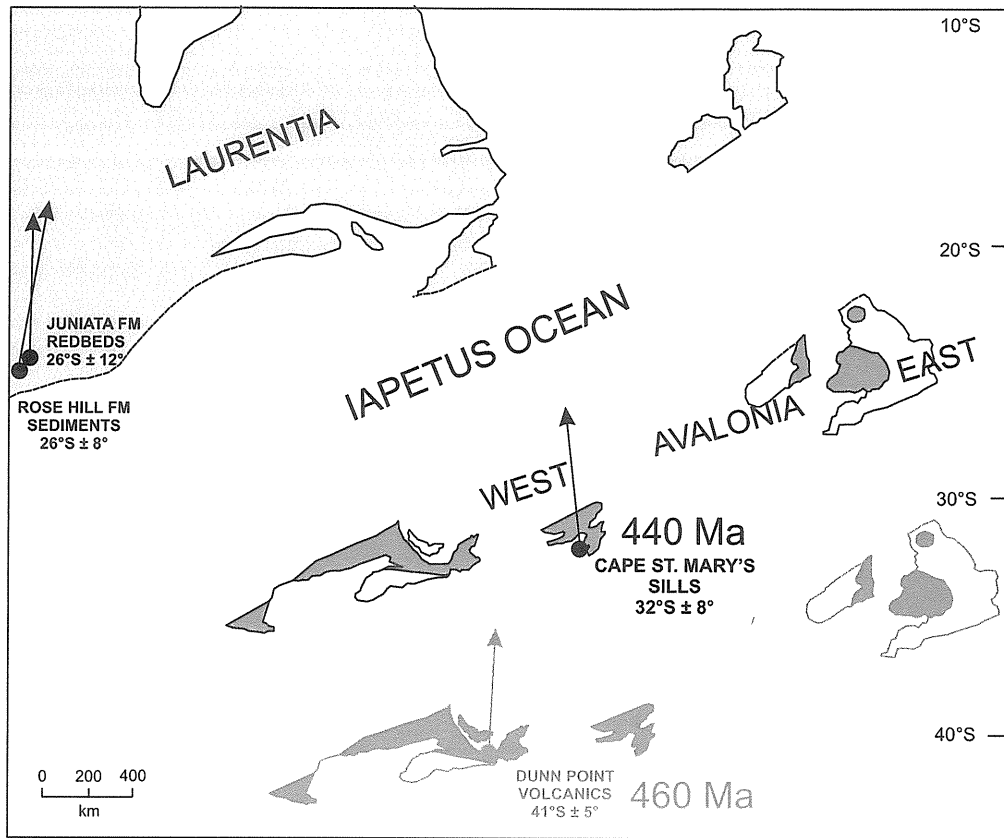 10°S
LAURENTIA
20°S
JUNIATA FM
REDBEDS
26°S ± 12°
IAPETUS OCEAN
ROSE HILL FM
SEDIMENTS
26°S ± 8°
EAST
AVALONIA
WEST
30°S
440 Ma
CAPE ST. MARY'S
SILLS
32°S ± 8°
40°S
DUNN POINT
VOLCANICS
41°S ± 5°
460 Ma
0 200 400
km